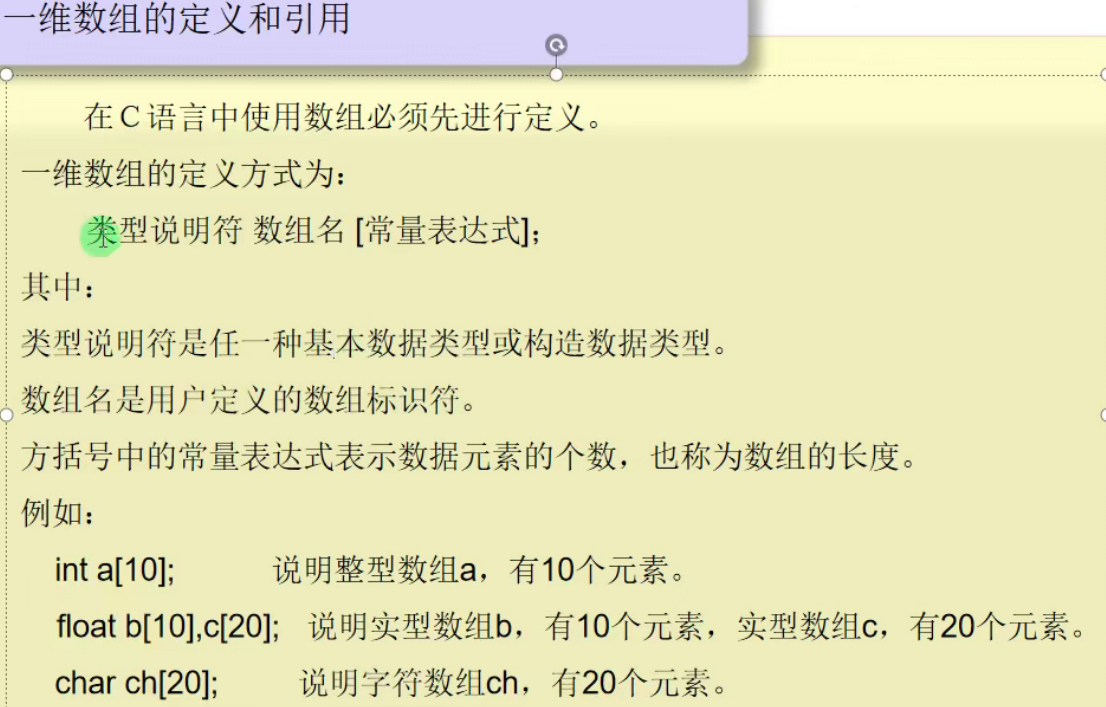 一维数组的定义和引用
在C语言中使用数组必须先进行定义。
一维数组的定义方式为：
类型说明符 数组名 [常量表达式];
其中：
类型说明符是任一种基本数据类型或构造数据类型。
数组名是用户定义的数组标识符。
方括号中的常量表达式表示数据元素的个数，也称为数组的长度。
例如：
int a[10]; 说明整型数组a，有10个元素。
float b[10],c[20]; 说明实型数组b，有10个元素，实型数组c，有20个元素。
char ch[20]; 说明字符数组ch，有20个元素。